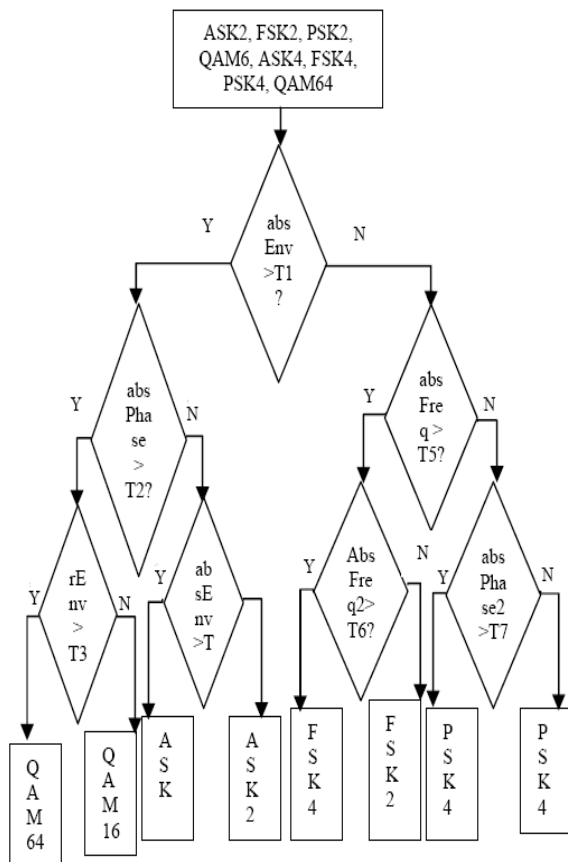 ASK2, FSK2, PSK2,
QAM6, ASK4, FSK4,
PSK4, QAM64
abs
Env
>T1
?
Y
N
abs
Pha
se
>
T2?
Y
N
abs
Fre
q >
T5?
Y
N
rE
nv
>
T3
Y
N
ab
sE
nv
>T
Y
Abs
Fre
q2>
T6?
Y
N
abs
Pha
se2
>T7
Y
N
Q
A
M
64
Q
A
M
16
A
S
K
A
S
K
2
F
S
K
4
F
S
K
2
P
S
K
4
P
S
K
4